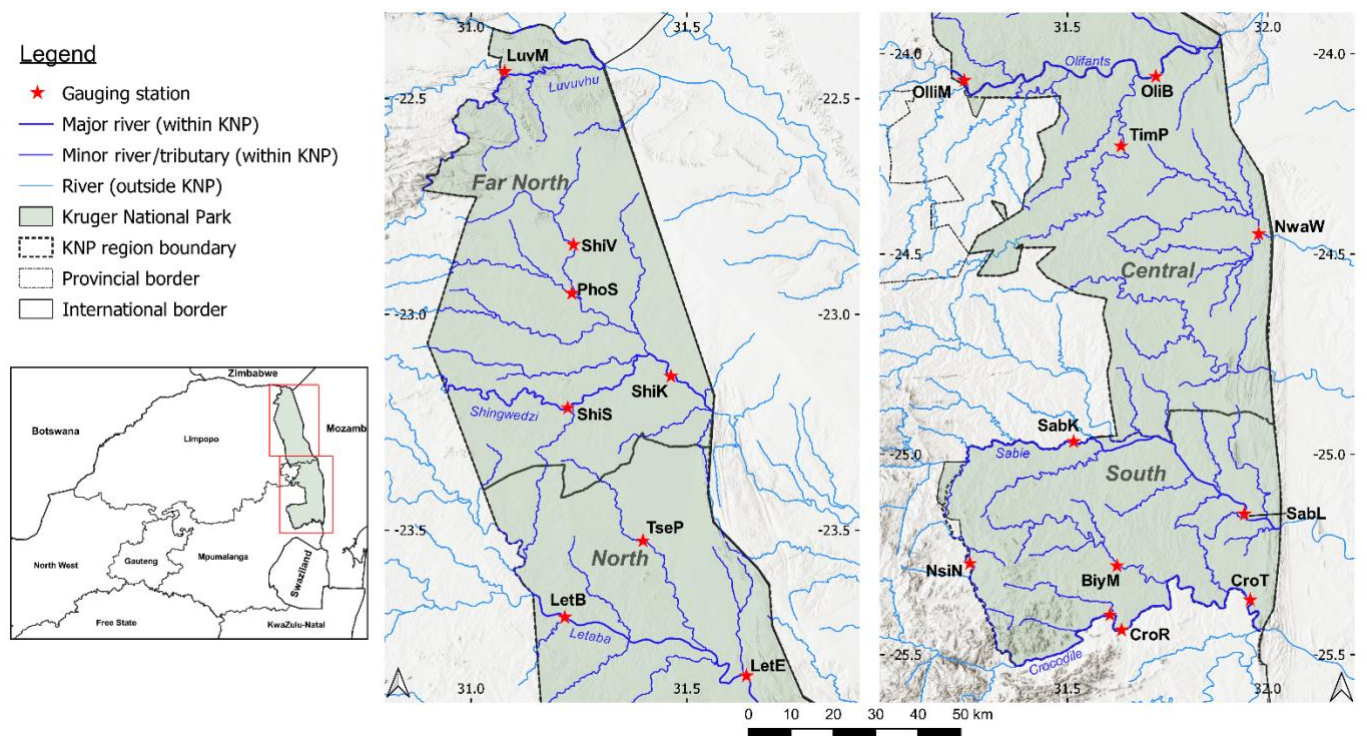 Legend
Gauging station
Major river (within KNP)
Minor river/tributary (within KNP)
River (outside KNP)
Kruger National Park
KNP region boundary
Provincial border
International border
Zimbabwe
Botswana
Limpopo
Mozamb
North West
Gauteng
Mpumalanga
Swaziland
Free State
KwaZulu-Natal
31.0
31.5
LuvM
Luvuvhu
-22.5
Far North
ShiV
PhoS
-23.0
ShiK
ShiS
Shingwedzi
TseP
-23.5
North
LetB
Letaba
LetE
31.0
31.5
31.5
32.0
-24.0
Olifants
OlliM
OliB
TimP
NwaW
-24.5
-24.5
Central
SabK
Sabie
-25.0
-25.0
South
SabL
NsiN
BiyM
CroT
CroR
Crocodile
-25.5
-25.5
31.5
32.0
-24.0
-22.5
-23.0
-23.5
0 10 20 30 40 50 km